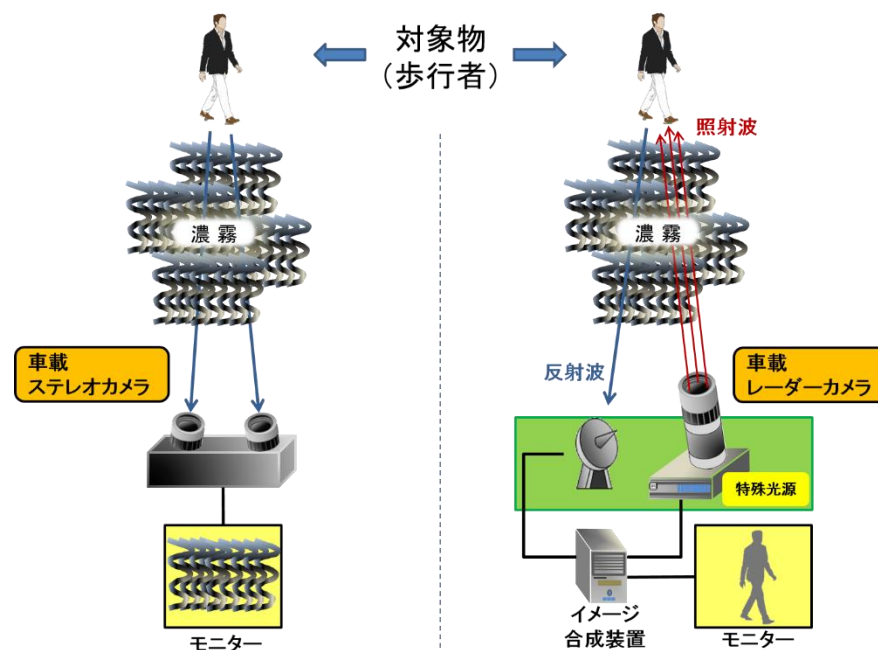 対象物
（歩行者）
濃霧
車載
ステレオカメラ
モニター
照射波
濃霧
反射波
車載
レーダーカメラ
特殊光源
イメージ
合成装置
モニター